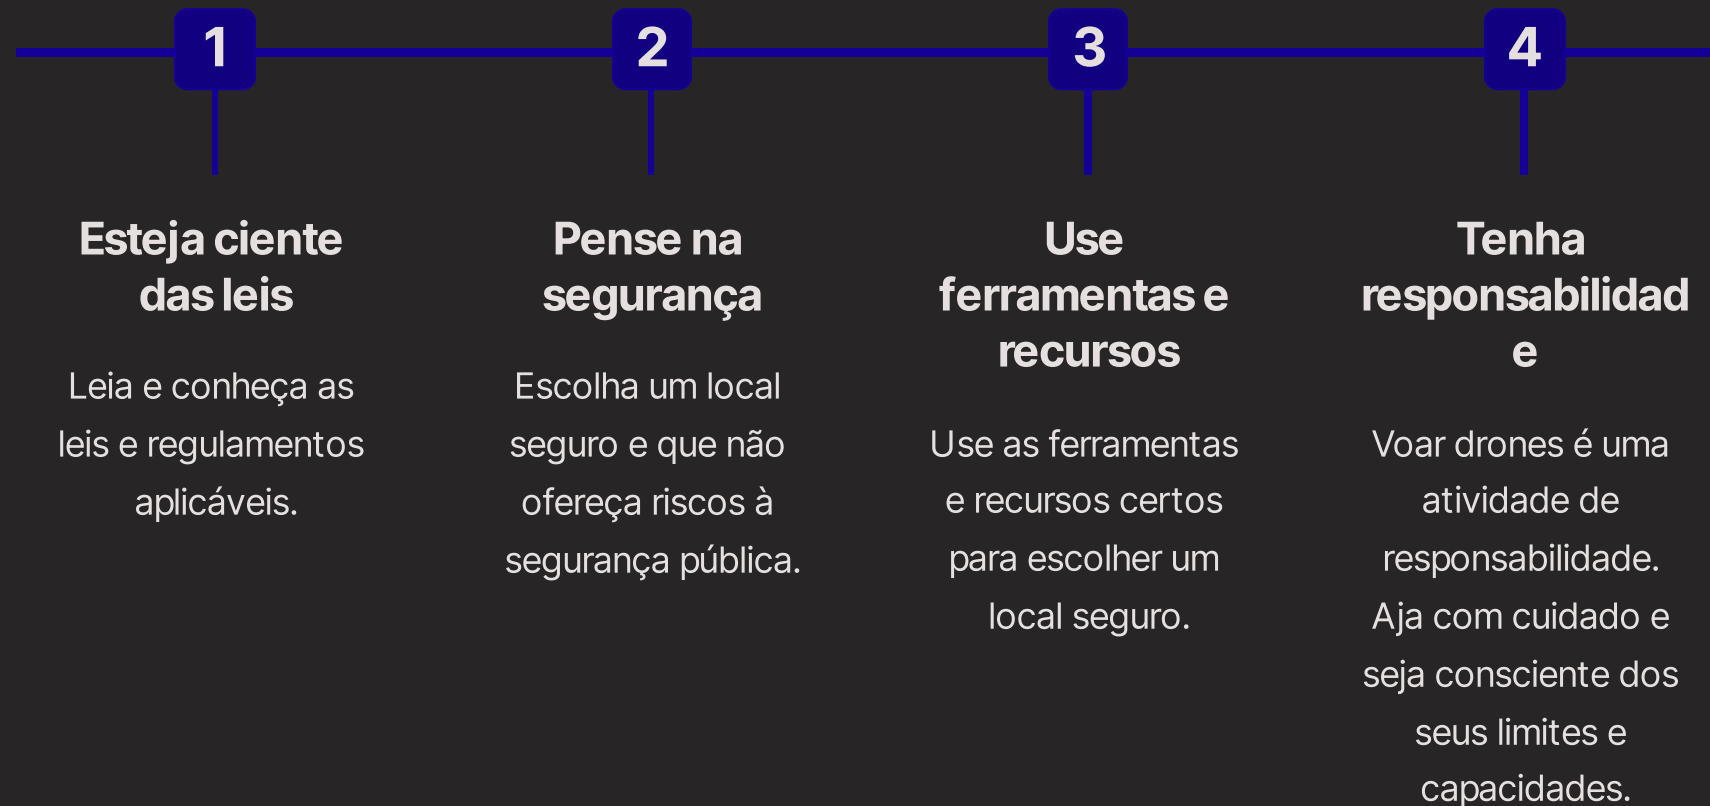 1
Esteja ciente
das leis
Leia e conheça as
leis e regulamentos
aplicáveis.
2
Pense na
segurança
Escolha um local
seguro e que não
ofereça riscos à
segurança pública.
3
Use
ferramentas e
recursos
Use as ferramentas
e recursos certos
para escolher um
local seguro.
4
Tenha
responsabilidad
e
Voar drones é uma
atividade de
responsabilidade.
Aja com cuidado e
seja consciente dos
seus limites e
capacidades.